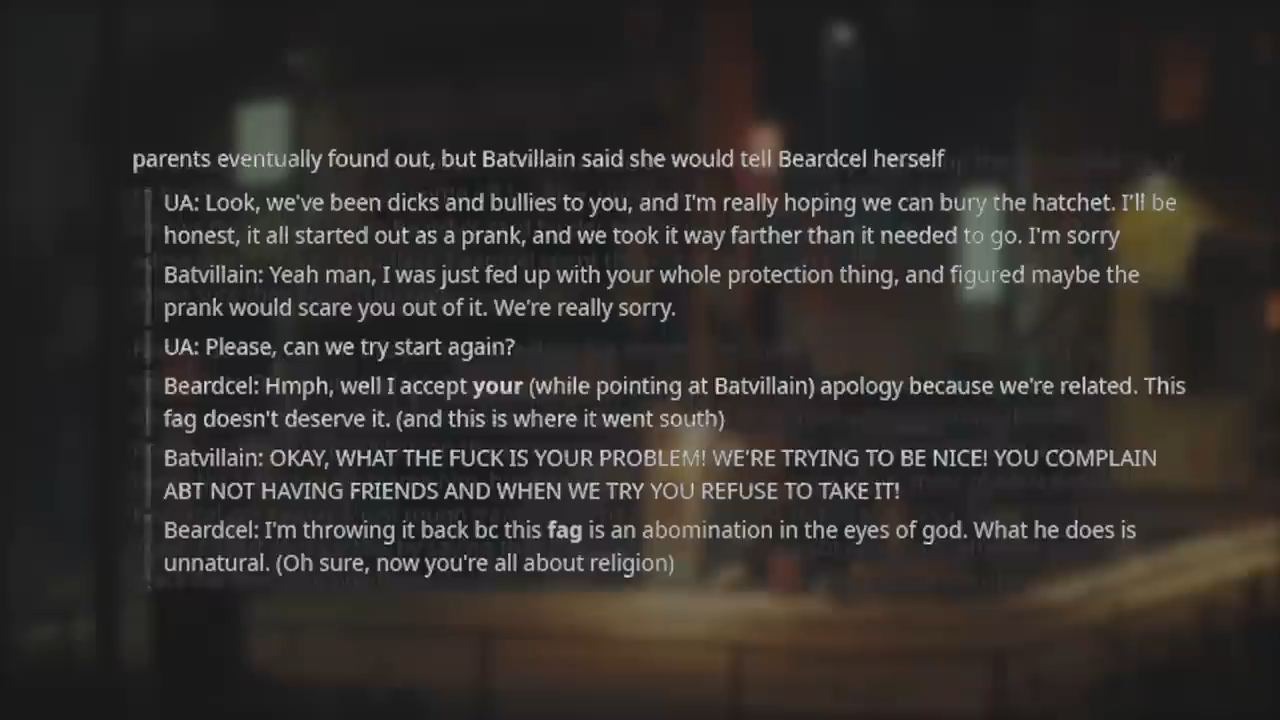 parents eventually found out, but Batvillain said she would tell Beardcel herself
UA: Look, we've been dicks and bullies to you, and I'm really hoping we can bury the hatchet. I'll be
honest, it all started out as a prank, and we took it way farther than it needed to go. I'm sorry
Batvillain: Yeah man, I was just fed up with your whole protection thing, and figured maybe the
prank would scare you out of it. We're really sorry.
UA: Please, can we try start again?
Beardcel: Hmph, well I accept your (while pointing at Batvillain) apology because we're related. This
fag doesn't deserve it. (and this is where it went south)
Batvillain: OKAY, WHAT THE FUCK IS YOUR PROBLEM! WE'RE TRYING TO BE NICE! YOU COMPLAIN
ABT NOT HAVING FRIENDS AND WHEN WE TRY YOU REFUSE TO TAKE IT!
Beardcel: I'm throwing it back bc this fag is an abomination in the eyes of god. What he does is
unnatural. (Oh sure, now you're all about religion)